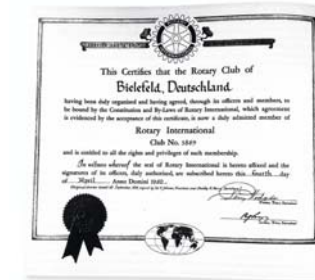 This Certifies that the Rotary Club of
Bielefeld, Deutschland
having been duly organized and having agreed, through its officers and members, to
be bound by the Constitution and By-Laws of Rotary International, which agreement
is evidenced by the acceptance of this certificate, is now a duly admitted member of
Rotary International
Club No.
and is entitled to all the rights and privileges of such membership.
In witness whereof the seal of Rotary International is hereto affixed and the
signatures of its officers, duly authorized, are subscribed hereto this fourth day
of April Anno Domini